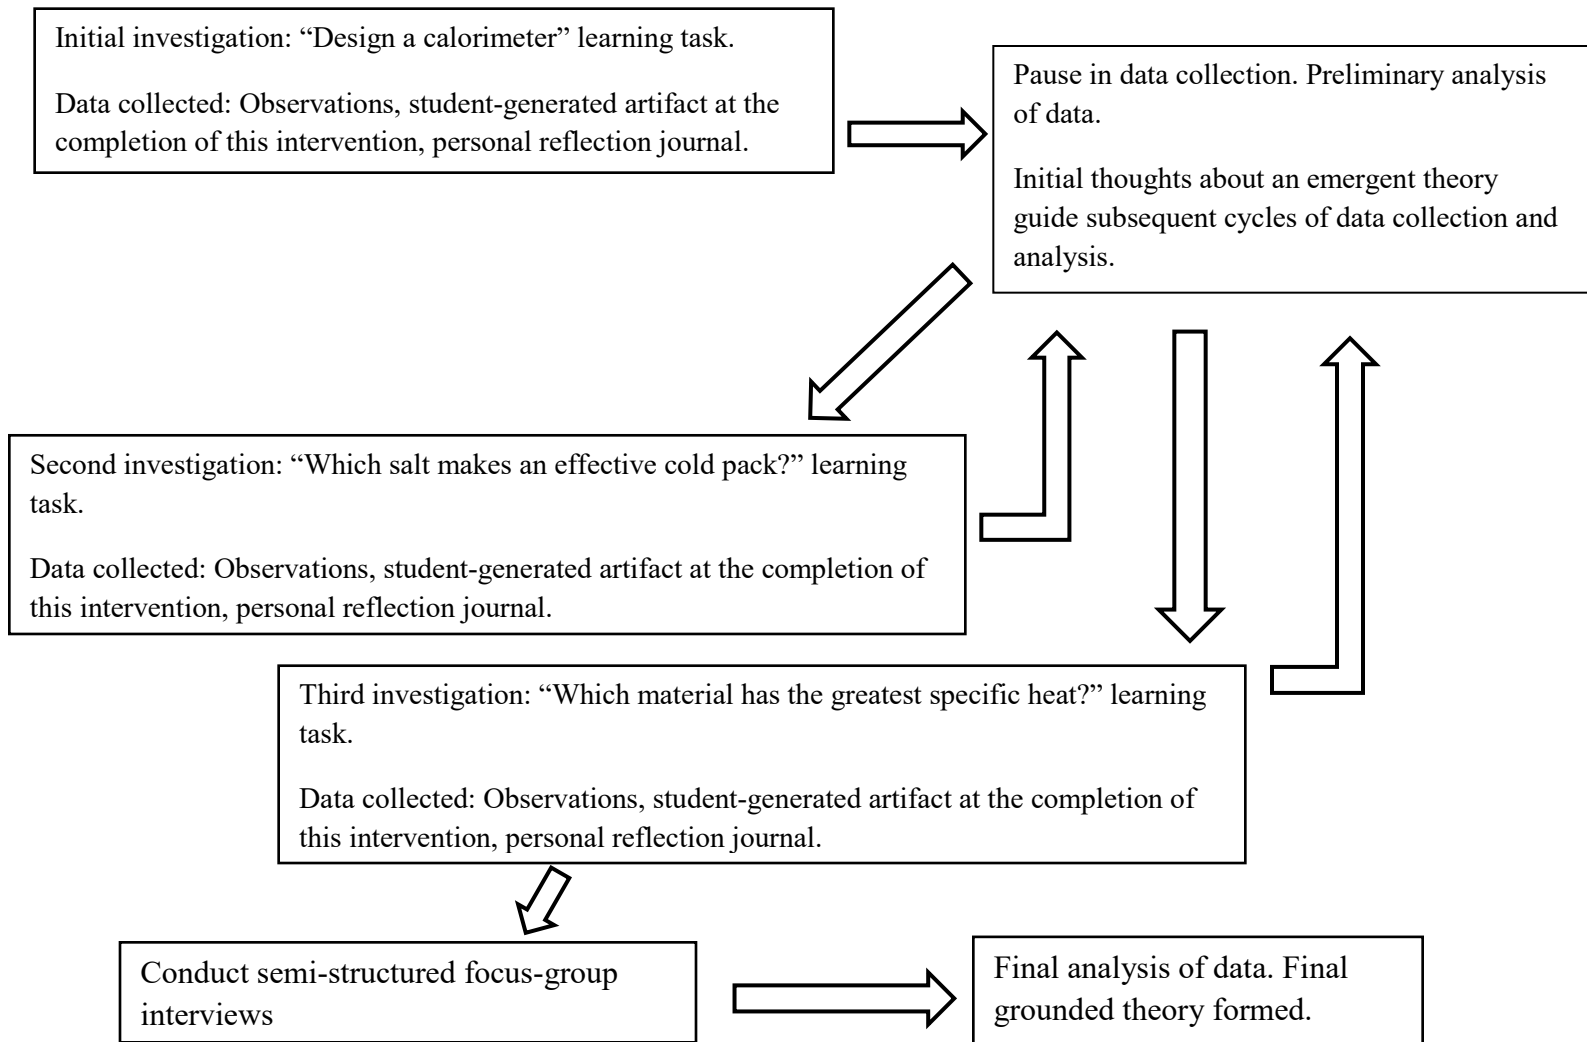 Initial investigation: “Design a calorimeter” learning task.
Data collected: Observations, student-generated artifact at the
completion of this intervention, personal reflection journal.
Pause in data collection. Preliminary analysis
of data.
Initial thoughts about an emergent theory
guide subsequent cycles of data collection and
analysis.
Second investigation: “Which salt makes an effective cold pack?” learning
task.
Data collected: Observations, student-generated artifact at the completion of
this intervention, personal reflection journal.
Third investigation: “Which material has the greatest specific heat?” learning
task.
Data collected: Observations, student-generated artifact at the completion of
this intervention, personal reflection journal.
Conduct semi-structured focus-group
interviews
Final analysis of data. Final
grounded theory formed.